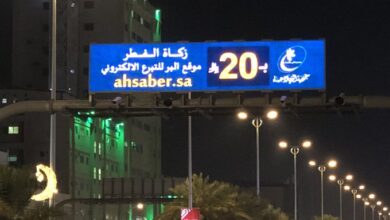 زكاة الفطر
موقع البر للتبرع الالكتروني
ahsaber.sa
بـ 20